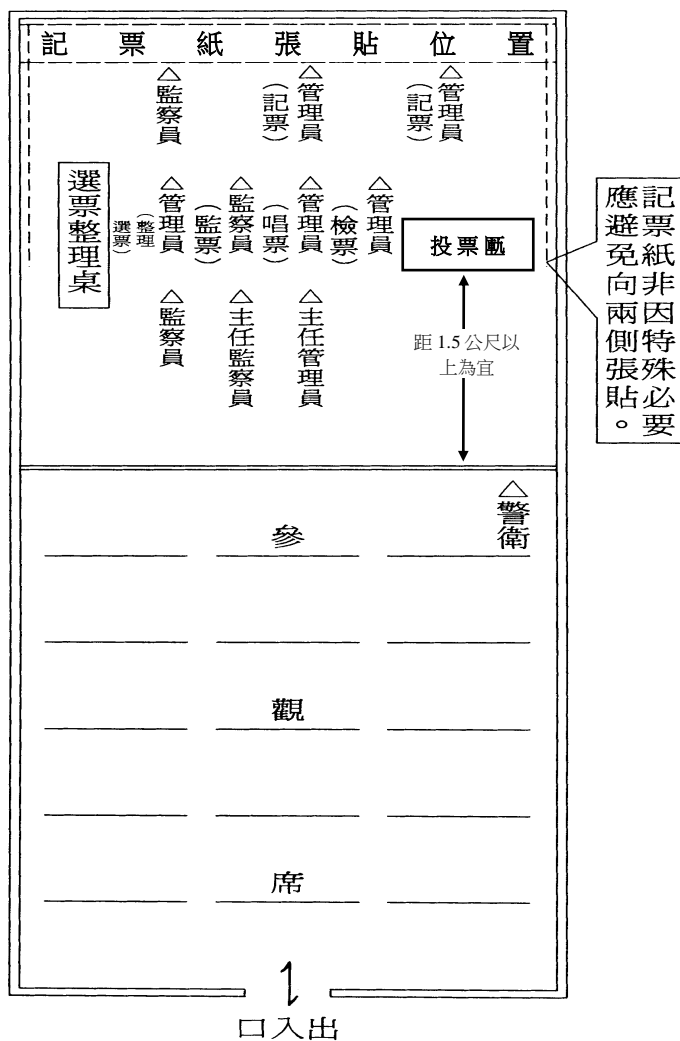 記票紙張貼位置
△管理員
（記票）
△管理員
（記票）
△監察員
△管理員
（檢票）
△管理員
（唱票）
△監察員
（監票）
△管理員
（整理
選票）
選票整理桌
投票匭
距 1.5 公尺以
上為宜
△主任管理員
△主任監察員
△監察員
記票紙非因特殊必要
應避免向兩側張貼。
△警衛
參
觀
席
口入出